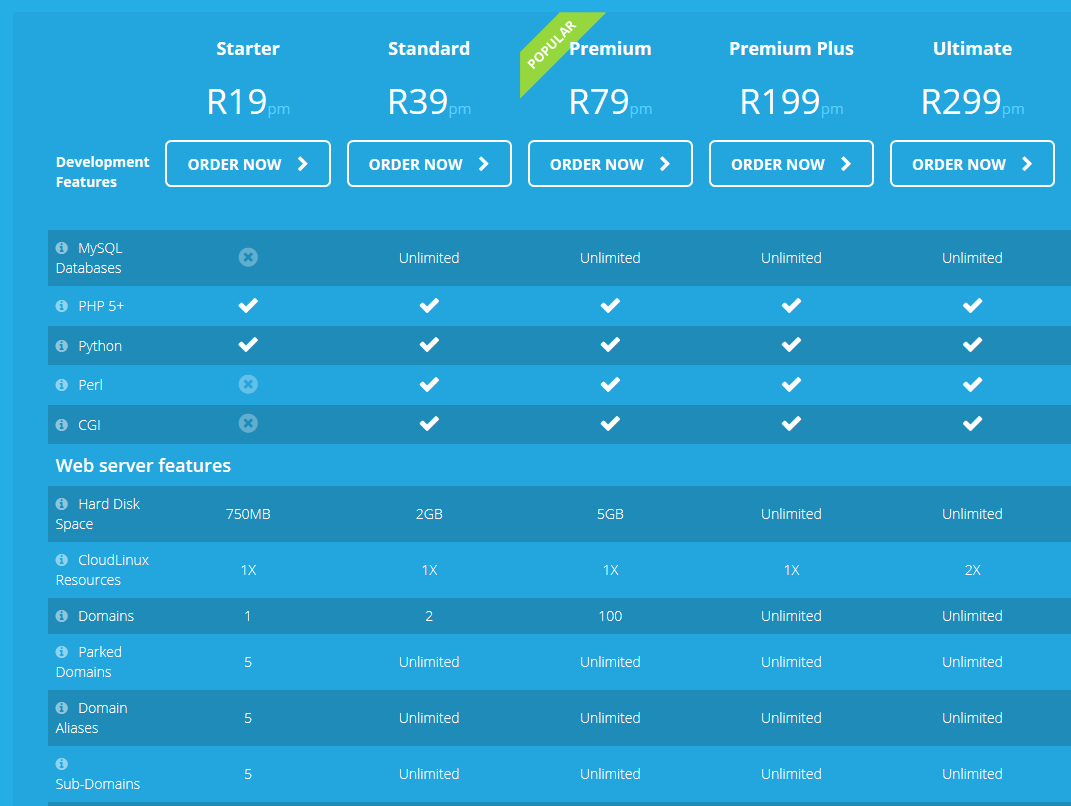 POPULAR
Starter Standard Premium Premium Plus Ultimate
R19pm R39pm R79pm R199pm R299pm
Development
Features
ORDER NOW ORDER NOW ORDER NOW ORDER NOW ORDER NOW
MySQL
Databases
Unlimited Unlimited Unlimited Unlimited
PHP 5+
Python
Perl
CGI
Web server features
Hard Disk
Space
750MB 2GB 5GB Unlimited Unlimited
CloudLinux
Resources
1X 1X 1X 1X 2X
Domains 1 2 100 Unlimited Unlimited
Parked
Domains
5 Unlimited Unlimited Unlimited Unlimited
Domain
Aliases
5 Unlimited Unlimited Unlimited Unlimited
Sub-Domains
5 Unlimited Unlimited Unlimited Unlimited